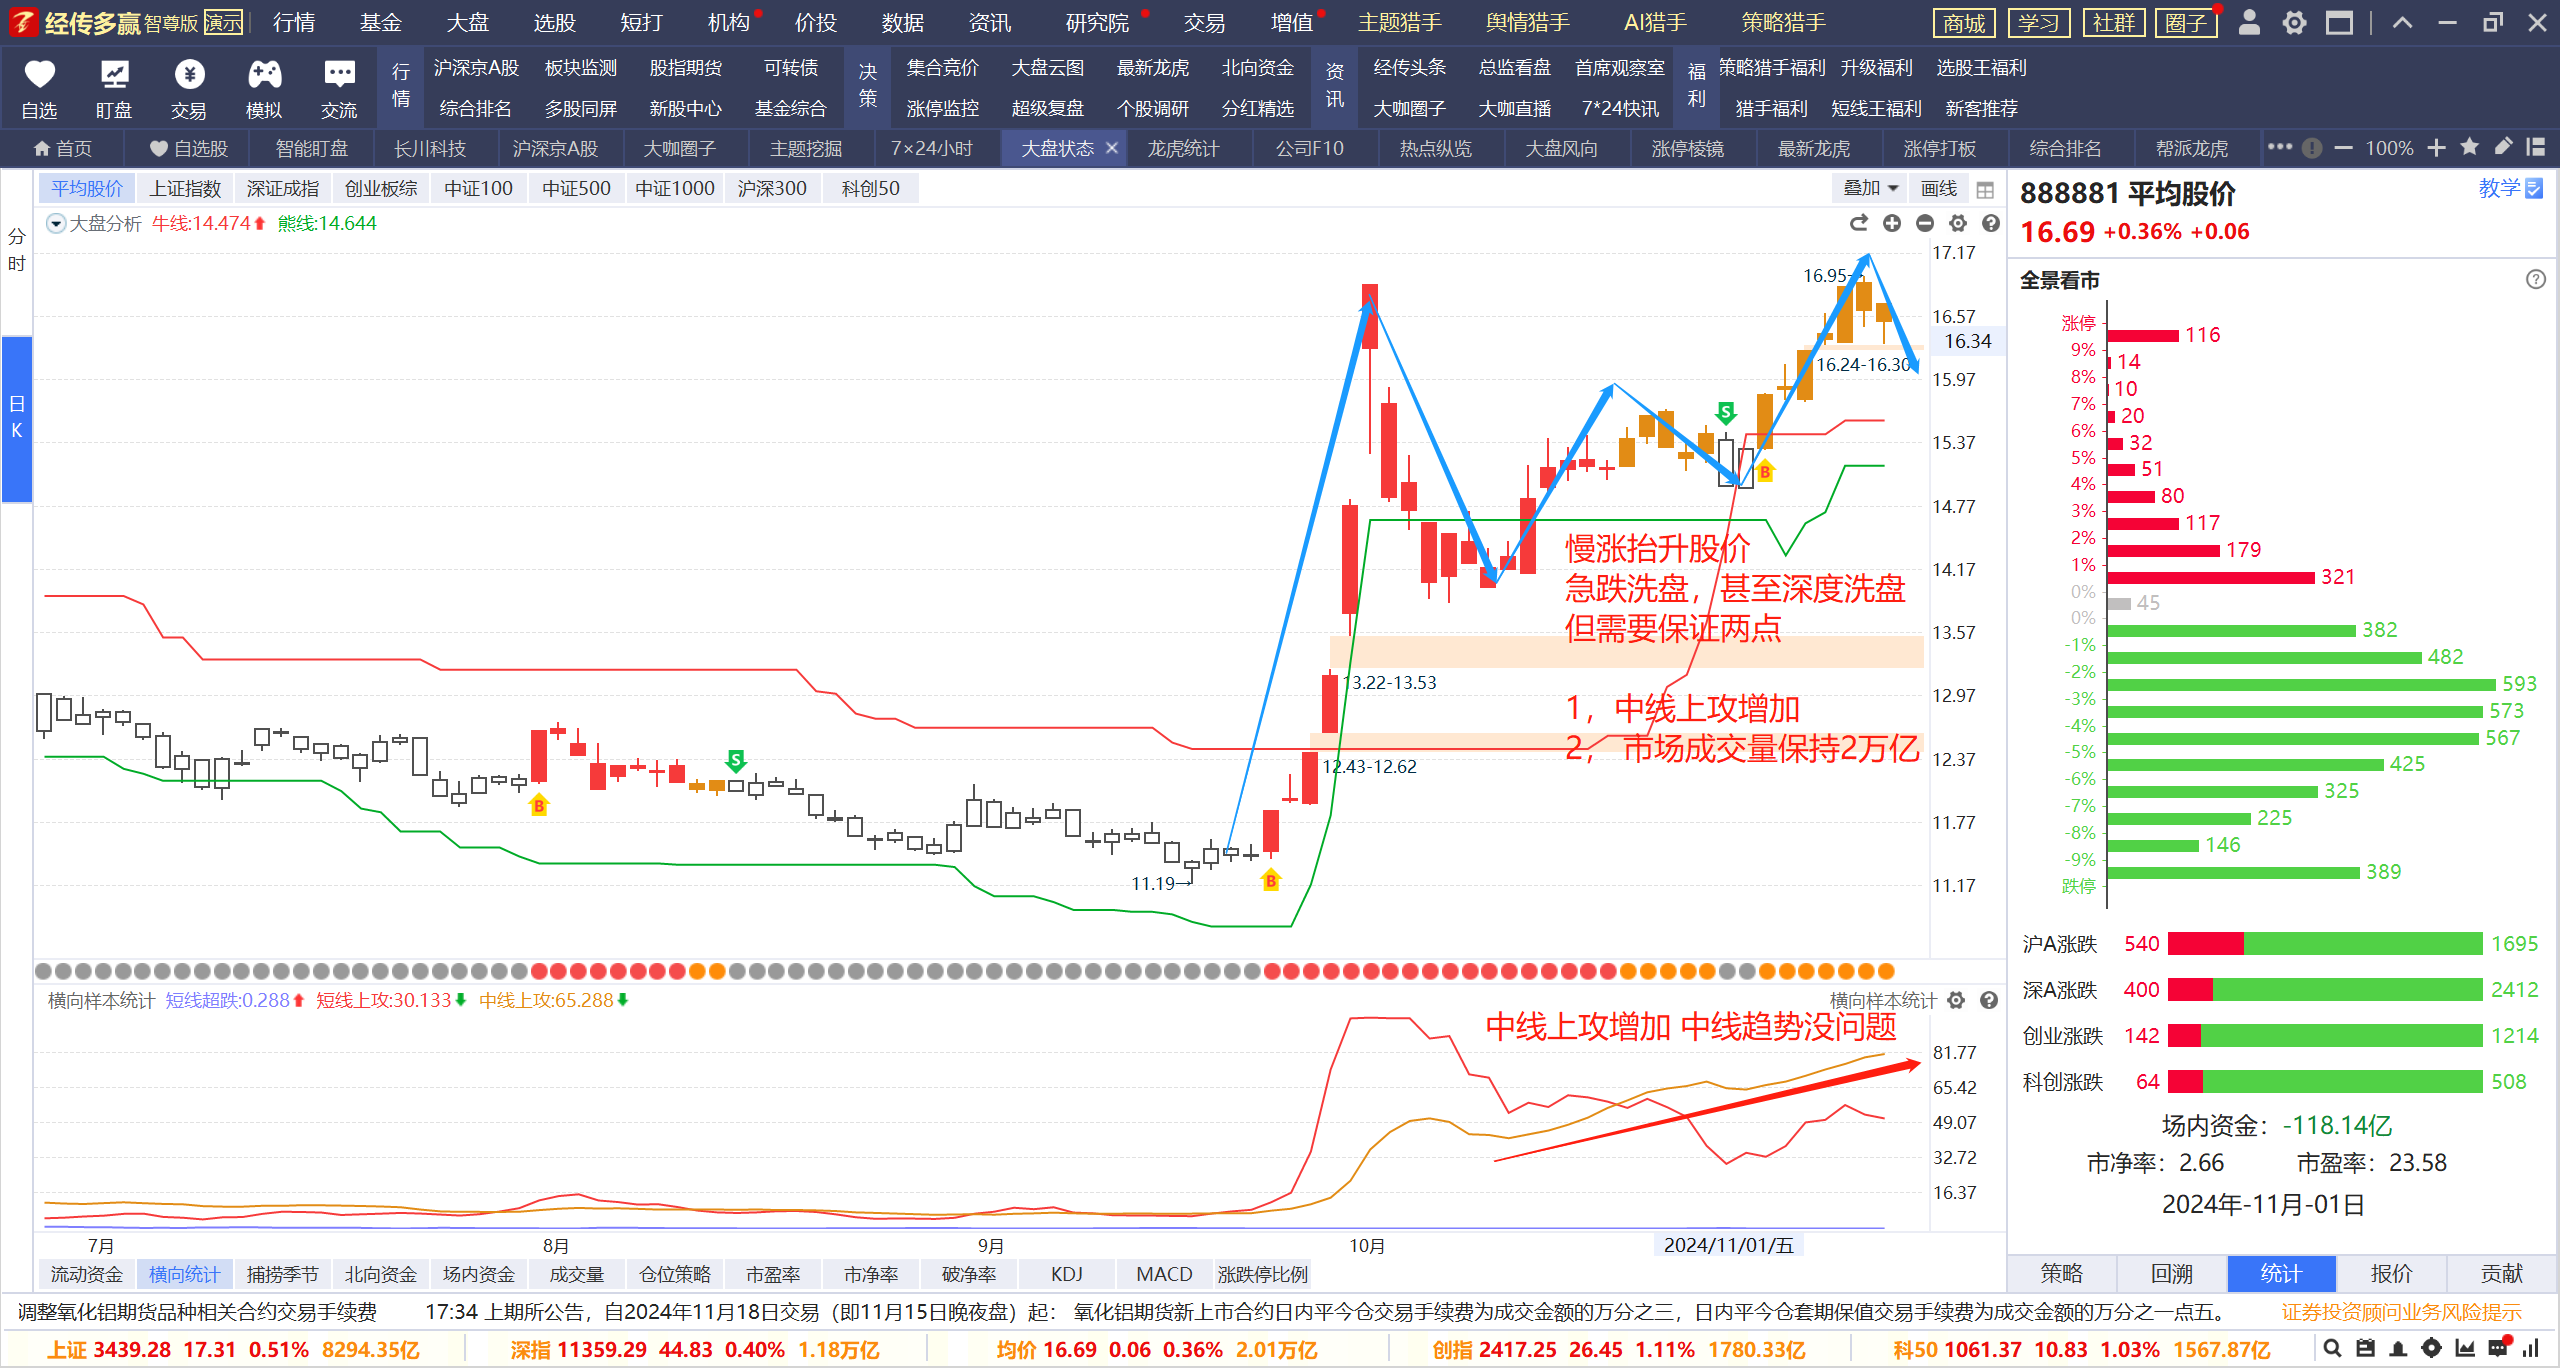 经传多赢 智尊版 演示 行情 基金 大盘 选股 短打 机构 价投 数据 资讯 研究院 交易 增值 主题猎手 舆情猎手 AI猎手 策略猎手 商城 学习 社群 圈子
自选 盯盘 交易 模拟 交流
行情 沪深京A股 板块监测 股指期货 可转债
综合排名 多股同屏 新股中心 基金综合
决策 集合竞价 大盘云图 最新龙虎 北向资金
涨停监控 超级复盘 个股调研 分红精选
资讯 经传头条 总监看盘 首席观察室
大咖圈子 大咖直播 7*24快讯
福利 策略猎手福利 升级福利 选股王福利
猎手福利 短线王福利 新客推荐
首页 自选股 智能盯盘 长川科技 沪深京A股 大咖圈子 主题挖掘 7×24小时 大盘状态 龙虎统计 公司F10 热点纵览 大盘风向 涨停棱镜 最新龙虎 涨停打板 综合排名 帮派龙虎 100%
分时
日K
平均股价 上证指数 深证成指 创业板综 中证100 中证500 中证1000 沪深300 科创50 叠加 画线
大盘分析 牛线:14.474 熊线:14.644
17.17
16.57
16.34
15.97
15.37
14.77
14.17
13.57
12.97
12.37
11.77
11.17
16.95
16.24-16.30
S
B
慢涨抬升股价
急跌洗盘，甚至深度洗盘
但需要保证两点
13.22-13.53
1，中线上攻增加
2， 市场成交量保持2万亿
12.43-12.62
S
B
11.19
B
横向样本统计 短线超跌:0.288 短线上攻:30.133 中线上攻:65.288
横向样本统计
中线上攻增加 中线趋势没问题
81.77
65.42
49.07
32.72
16.37
7月 8月 9月 10月 2024/11/01/五
流动资金 横向统计 捕捞季节 北向资金 场内资金 成交量 仓位策略 市盈率 市净率 破净率 KDJ MACD 涨跌停比例
888881 平均股价 教学
16.69 +0.36% +0.06
全景看市
涨停 116
9% 14
8% 10
7% 20
6% 32
5% 51
4% 80
3% 117
2% 179
1% 321
0% 45
0% 382
-1% 482
-2% 593
-3% 573
-4% 567
-5% 425
-6% 325
-7% 225
-8% 146
-9% 389
跌停
沪A涨跌 540 1695
深A涨跌 400 2412
创业涨跌 142 1214
科创涨跌 64 508
场内资金: -118.14亿
市净率: 2.66 市盈率: 23.58
2024年-11月-01日
策略 回溯 统计 报价 贡献
调整氧化铝期货品种相关合约交易手续费 17:34 上期所公告，自2024年11月18日交易（即11月15日晚夜盘）起： 氧化铝期货新上市合约日内平今仓交易手续费为成交金额的万分之三，日内平今仓套期保值交易手续费为成交金额的万分之一点五。 证券投资顾问业务风险提示
上证 3439.28 17.31 0.51% 8294.35亿 深指 11359.29 44.83 0.40% 1.18万亿 均价 16.69 0.06 0.36% 2.01万亿 创指 2417.25 26.45 1.11% 1780.33亿 科50 1061.37 10.83 1.03% 1567.87亿